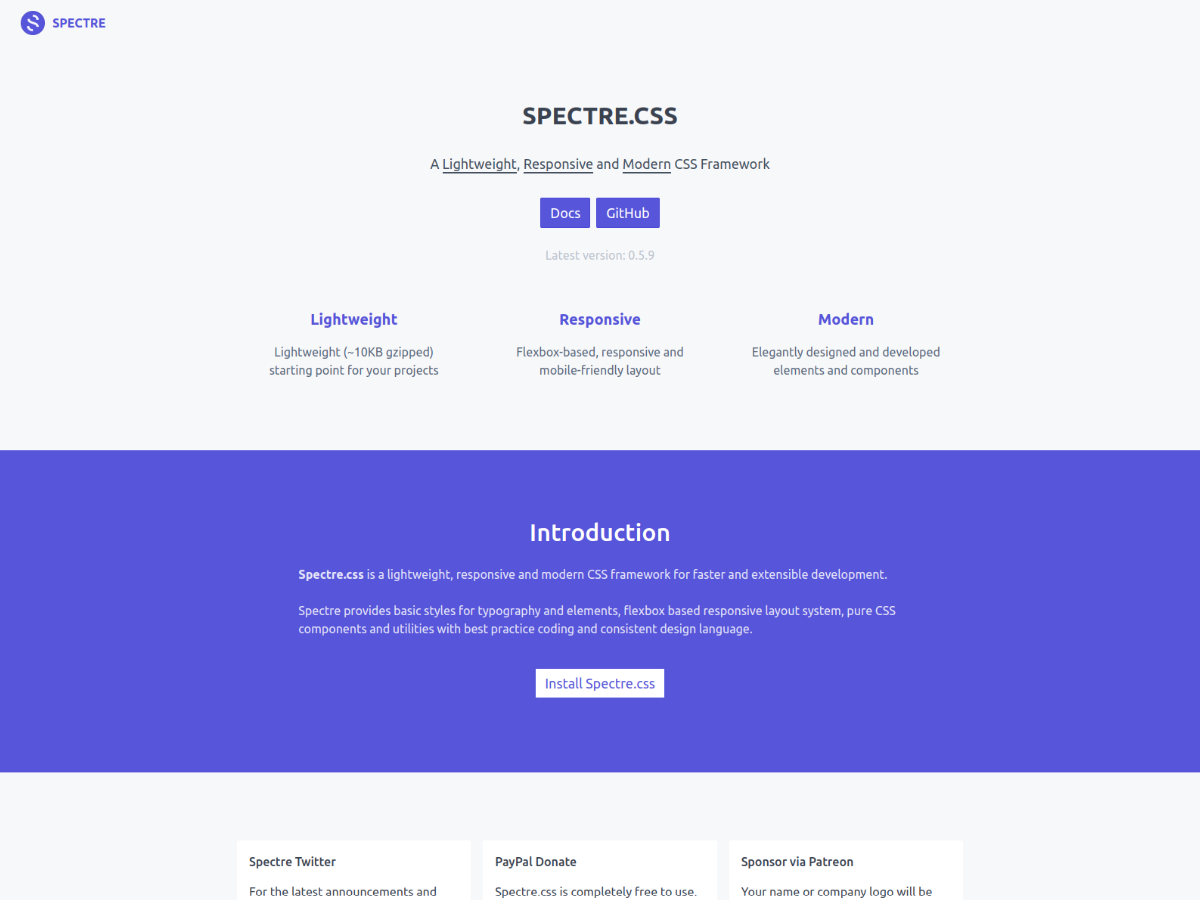 SPECTRE
SPECTRE.CSS
A Lightweight, Responsive and Modern CSS Framework
Docs
GitHub
Latest version: 0.5.9
Lightweight
Lightweight (~10KB gzipped)
starting point for your projects
Responsive
Flexbox-based, responsive and
mobile-friendly layout
Modern
Elegantly designed and developed
elements and components
Introduction
Spectre.css is a lightweight, responsive and modern CSS framework for faster and extensible development.
Spectre provides basic styles for typography and elements, flexbox based responsive layout system, pure CSS
components and utilities with best practice coding and consistent design language.
Install Spectre.css
Spectre Twitter
For the latest announcements and
PayPal Donate
Spectre.css is completely free to use.
Sponsor via Patreon
Your name or company logo will be